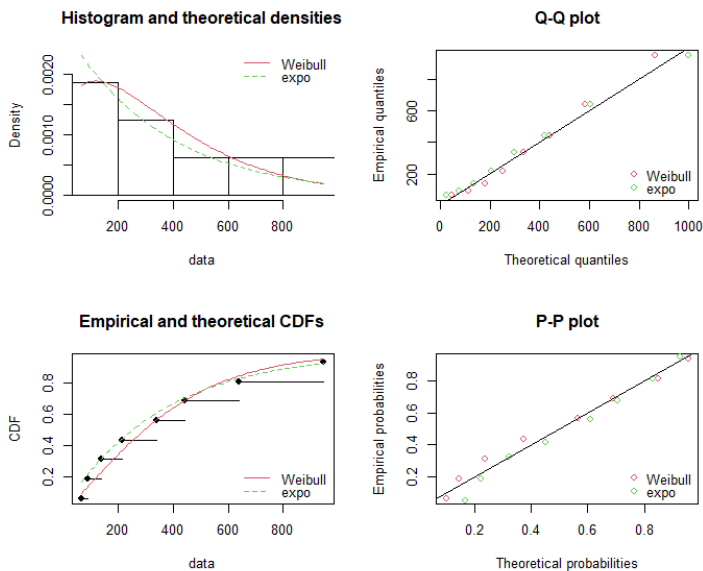 Histogram and theoretical densities
Density
0.0000
0.0010
0.0020
Weibull
expo
200 400 600 800
data
Q-Q plot
Empirical quantiles
200
600
Weibull
expo
0 200 400 600 800 1000
Theoretical quantiles
Empirical and theoretical CDFs
CDF
0.2
0.4
0.6
0.8
Weibull
expo
200 400 600 800
data
P-P plot
Empirical probabilities
0.2
0.4
0.6
0.8
Weibull
expo
0.2 0.4 0.6 0.8
Theoretical probabilities